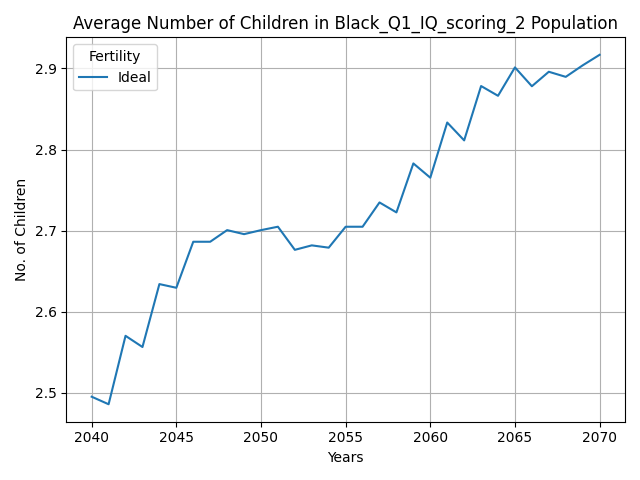 Average Number of Children in Black_Q1_IQ_scoring_2 Population
Fertility
Ideal
No. of Children
2.9
2.8
2.7
2.6
2.5
2040 2045 2050 2055 2060 2065 2070
Years